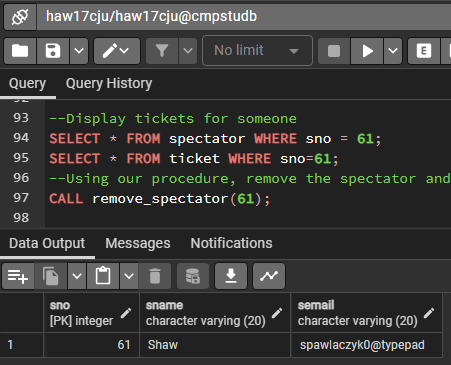 haw17cju/haw17cju@cmpstudb
No limit
E
Query Query History
93 --Display tickets for someone
94 SELECT * FROM spectator WHERE sno = 61;
95 SELECT * FROM ticket WHERE sno=61;
96 --Using our procedure, remove the spectator and
97 CALL remove_spectator(61);
98
Data Output Messages Notifications
sno sname semail
[PK] integer character varying (20) character varying (20)
1 61 Shaw spawlaczyk0@typepad